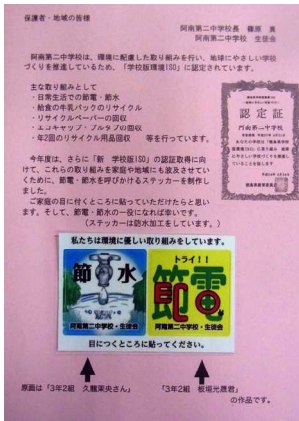 保護者・地域の皆様
阿南第二中学校長　篠原　真
阿南第二中学校　生徒会
阿南第二中学校は、環境に配慮した取り組みを行い、地球にやさしい学校
づくりを推進しているため、「学校版環境ISO」に認定されています。
主な取り組みとして
・日常生活での節電・節水
・給食の牛乳パックのリサイクル
・リサイクルペーパーの回収
・エコキャップ・プルタブの回収
・年2回のリサイクル用品回収　等を行っています。
認定証
阿南第二中学校
今年度は、さらに「新　学校版ISO」の認証取得に向
けて、これらの取り組みを家庭や地域にも波及させてい
くために、節電・節水を呼びかけるステッカーを制作し
ました。
ご家庭の目に付くところに貼っていただけたらと思い
ます。そして、節電・節水の一役になれば幸いです。
（ステッカーは防水加工をしています。）
私たちは環境に優しい取り組みをしています。
節水
阿南第二中学校・生徒会
トライ！！
節電
阿南第二中学校・生徒会
目につくところに貼ってください。
原画は「3年2組　久龍茉央さん」
「3年2組　板垣光晟君」
の作品です。